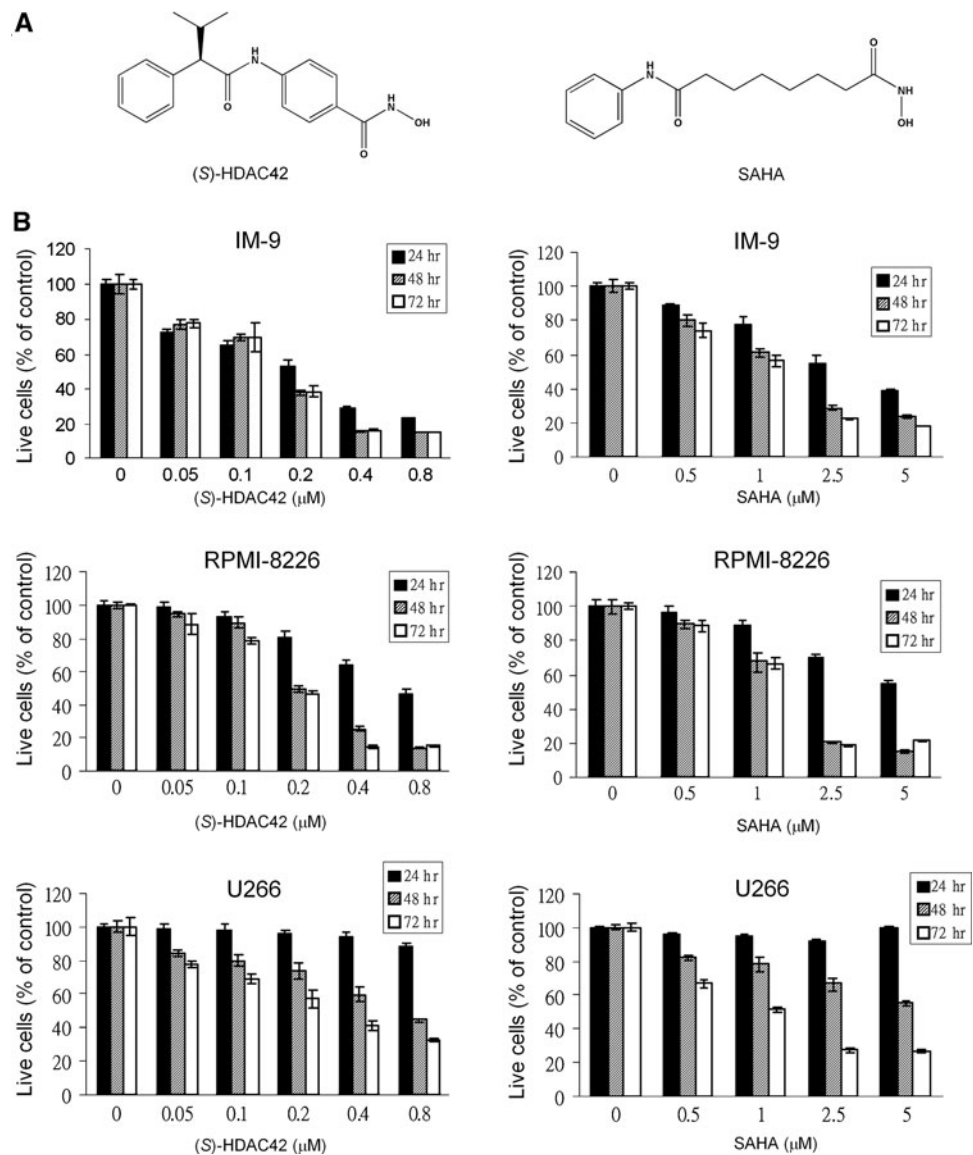 A
H
N
O
N
H
OH
O
(S)-HDAC42
H
N
O
O
NH
OH
SAHA
B
IM-9
24 hr
48 hr
72 hr
Live cells (% of control)
120
100
80
60
40
20
0
0 0.05 0.1 0.2 0.4 0.8
(S)-HDAC42 (μM)
IM-9
24 hr
48 hr
72 hr
Live cells (% of control)
120
100
80
60
40
20
0
0 0.5 1 2.5 5
SAHA (μM)
RPMI-8226
24 hr
48 hr
72 hr
Live cells (% of control)
120
100
80
60
40
20
0
0 0.05 0.1 0.2 0.4 0.8
(S)-HDAC42 (μM)
RPMI-8226
24 hr
48 hr
72 hr
Live cells (% of control)
120
100
80
60
40
20
0
0 0.5 1 2.5 5
SAHA (μM)
U266
24 hr
48 hr
72 hr
Live cells (% of control)
120
100
80
60
40
20
0
0 0.05 0.1 0.2 0.4 0.8
(S)-HDAC42 (μM)
U266
24 hr
48 hr
72 hr
Live cells (% of control)
120
100
80
60
40
20
0
0 0.5 1 2.5 5
SAHA (μM)